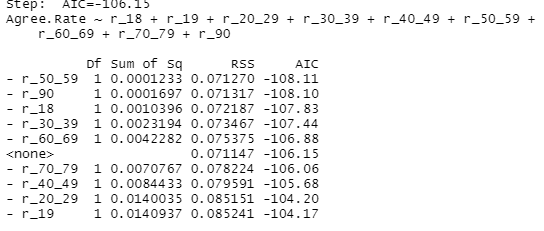 Step:  AIC=-106.15
Agree.Rate ~ r_18 + r_19 + r_20_29 + r_30_39 + r_40_49 + r_50_59 +
    r_60_69 + r_70_79 + r_90

          Df Sum of Sq      RSS     AIC
- r_50_59  1 0.0001233 0.071270 -108.11
- r_90     1 0.0001697 0.071317 -108.10
- r_18     1 0.0010396 0.072187 -107.83
- r_30_39  1 0.0023194 0.073467 -107.44
- r_60_69  1 0.0042282 0.075375 -106.88
<none>                 0.071147 -106.15
- r_70_79  1 0.0070767 0.078224 -106.06
- r_40_49  1 0.0084433 0.079591 -105.68
- r_20_29  1 0.0140035 0.085151 -104.20
- r_19     1 0.0140937 0.085241 -104.17